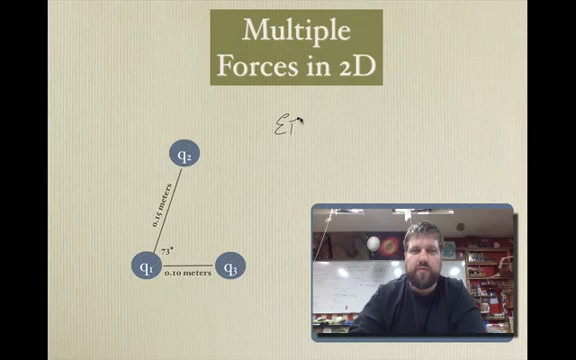 Multiple
Forces in 2D
q2
0.15 meters
73°
q1
q3
0.10 meters